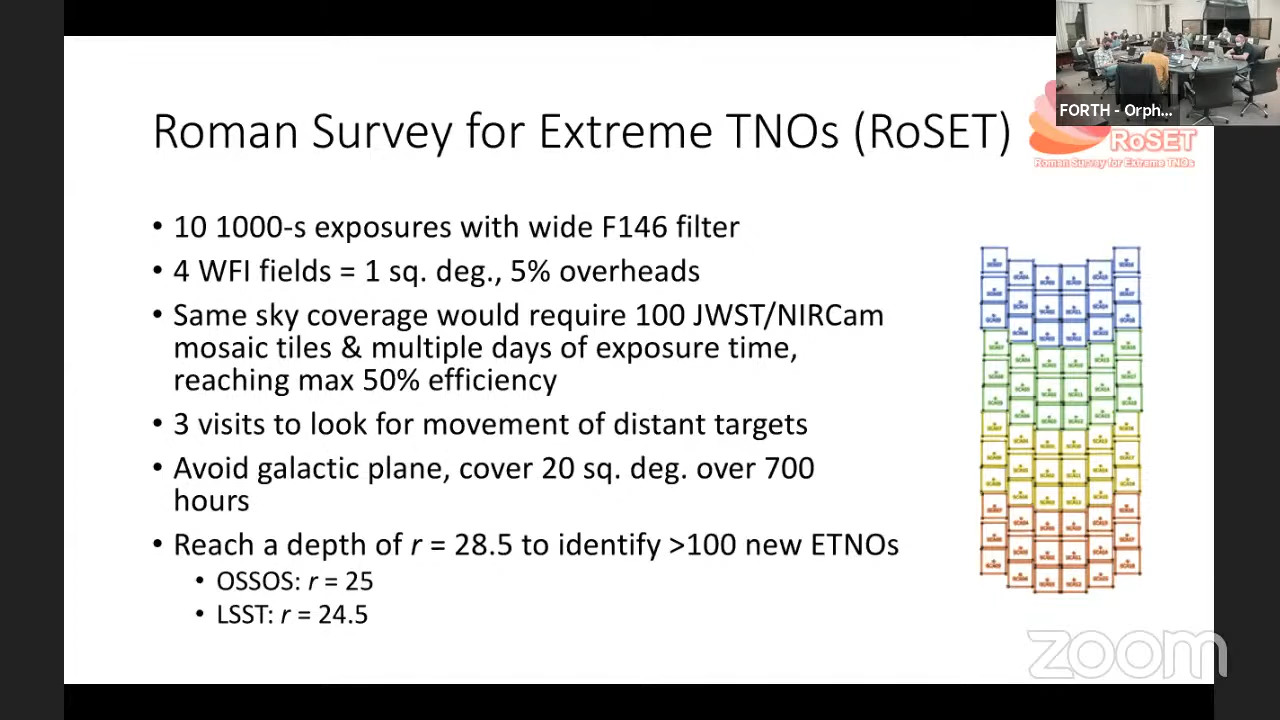 FORTH - Orph...
Roman Survey for Extreme TNOs (RoSET)
RoSET
Roman Survey for Extreme TNOs
• 10 1000-s exposures with wide F146 filter
• 4 WFI fields = 1 sq. deg., 5% overheads
• Same sky coverage would require 100 JWST/NIRCam
mosaic tiles & multiple days of exposure time,
reaching max 50% efficiency
• 3 visits to look for movement of distant targets
• Avoid galactic plane, cover 20 sq. deg. over 700
hours
• Reach a depth of r = 28.5 to identify >100 new ETNOs
• OSSOS: r = 25
• LSST: r = 24.5
zoom